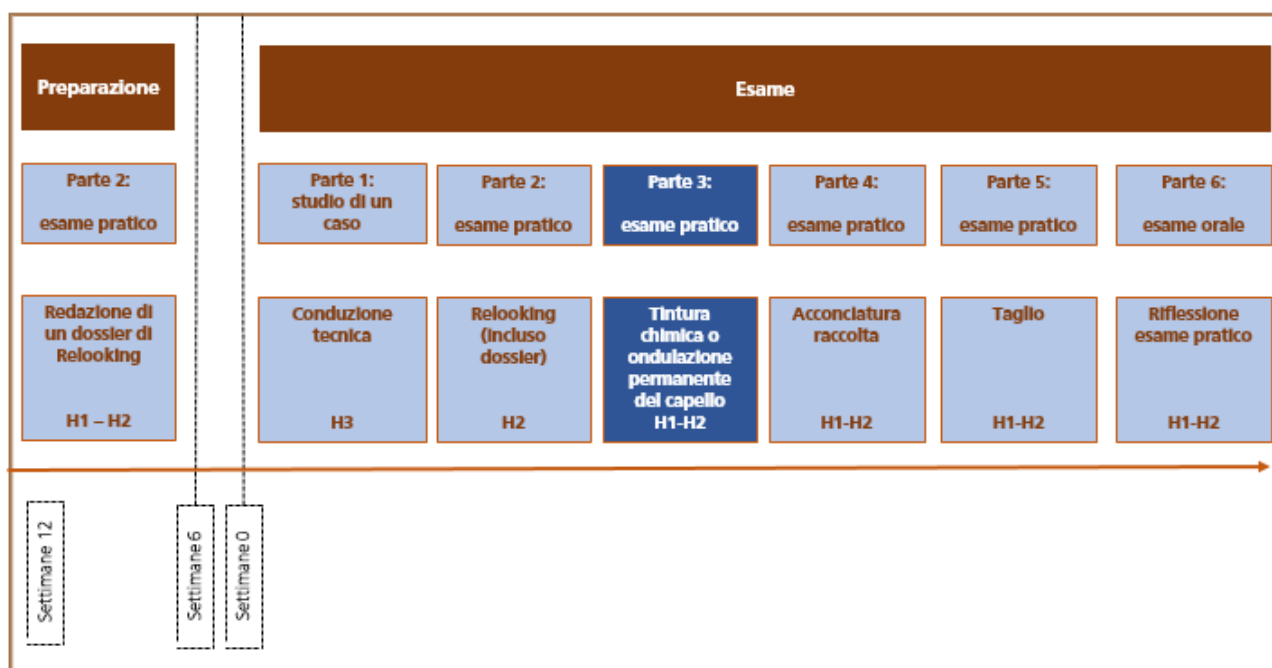 Preparazione
Esame
Parte 2:
esame pratico
Parte 1:
studio di un
caso
Parte 2:
esame pratico
Parte 3:
esame pratico
Parte 4:
esame pratico
Parte 5:
esame pratico
Parte 6:
esame orale
Redazione di
un dossier di
Relooking
H1 – H2
Conduzione
tecnica
H3
Relooking
(incluso
dossier)
H2
Tintura
chimica o
ondulazione
permanente
del capello
H1-H2
Acconciatura
raccolta
H1-H2
Taglio
H1-H2
Riflessione
esame pratico
H1-H2
Settimane 12
Settimane 6
Settimane 0